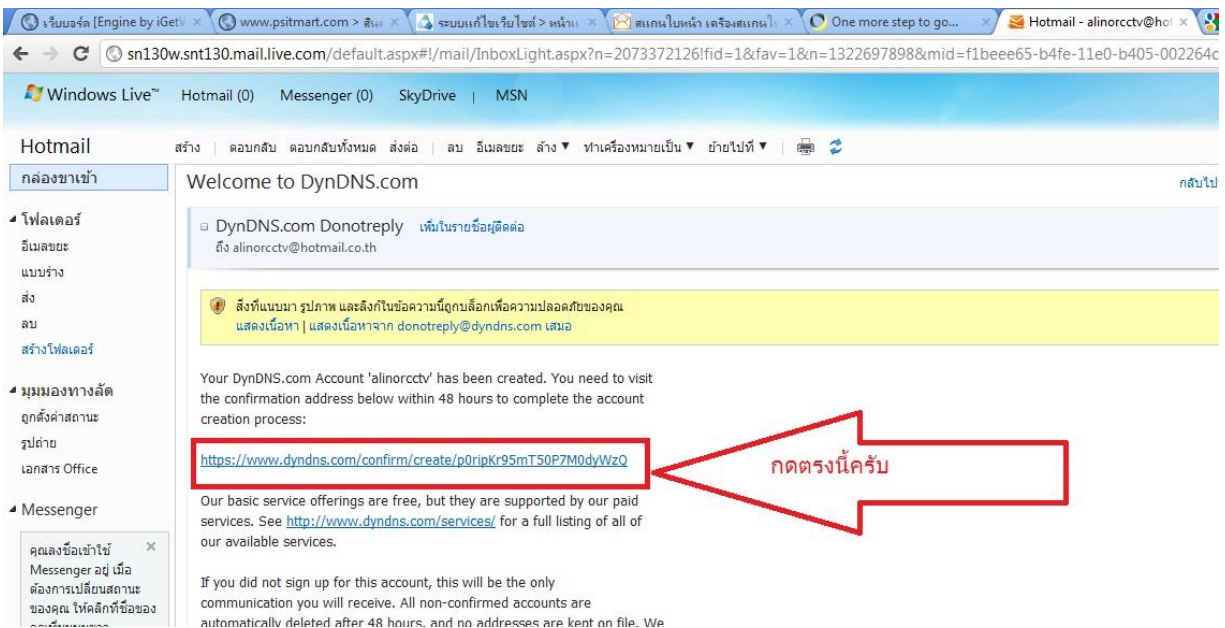 เว็บบอร์ด [Engine by iGetV
www.psitmart.com > สิน
ระบบแก้ไขเว็บไซต์ > หน้า
สแกนใบหน้า เครื่องสแกนใ
One more step to go...
Hotmail - alinorcctv@hot
sn130w.snt130.mail.live.com/default.aspx#!/mail/InboxLight.aspx?n=2073372126!fid=1&fav=1&n=1322697898&mid=f1beee65-b4fe-11e0-b405-002264c
Windows Live™ Hotmail (0) Messenger (0) SkyDrive | MSN
Hotmail
สร้าง | ตอบกลับ ตอบกลับทั้งหมด ส่งต่อ | ลบ อีเมลขยะ ล้าง ▼ ทำเครื่องหมายเป็น ▼ ย้ายไปที่ ▼
กล่องขาเข้า
โฟลเดอร์
อีเมลขยะ
แบบร่าง
ส่ง
ลบ
สร้างโฟลเดอร์
มุมมองทางลัด
ถูกตั้งค่าสถานะ
รูปถ่าย
เอกสาร Office
Messenger
คุณลงชื่อเข้าใช้
Messenger อยู่ เมื่อ
ต้องการเปลี่ยนสถานะ
ของคุณ ให้คลิกที่ชื่อของ
Welcome to DynDNS.com
กลับไป
DynDNS.com Donotreply เพิ่มในรายชื่อผู้ติดต่อ
ถึง alinorcctv@hotmail.co.th
สิ่งที่แนบมา รูปภาพ และลิงก์ในข้อความนี้ถูกบล็อกเพื่อความปลอดภัยของคุณ
แสดงเนื้อหา | แสดงเนื้อหาจาก donotreply@dyndns.com เสมอ
Your DynDNS.com Account 'alinorcctv' has been created. You need to visit
the confirmation address below within 48 hours to complete the account
creation process:
https://www.dyndns.com/confirm/create/p0ripKr95mT50P7M0dyWzQ
กดตรงนี้ครับ
Our basic service offerings are free, but they are supported by our paid
services. See http://www.dyndns.com/services/ for a full listing of all of
our available services.
If you did not sign up for this account, this will be the only
communication you will receive. All non-confirmed accounts are
automatically deleted after 48 hours, and no addresses are kept on file. We